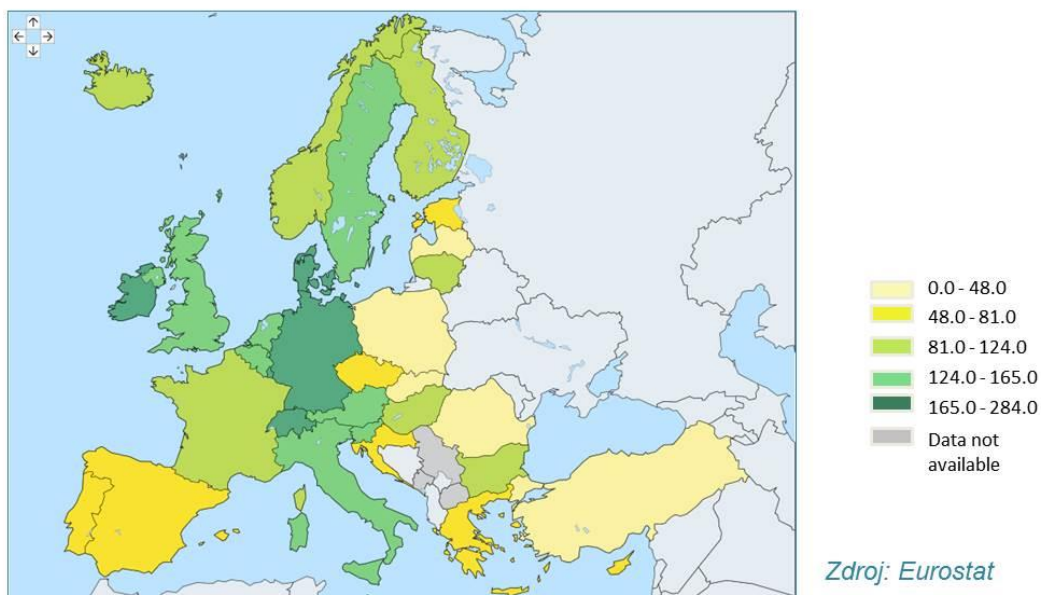 0.0 - 48.0
48.0 - 81.0
81.0 - 124.0
124.0 - 165.0
165.0 - 284.0
Data not
available
Zdroj: Eurostat